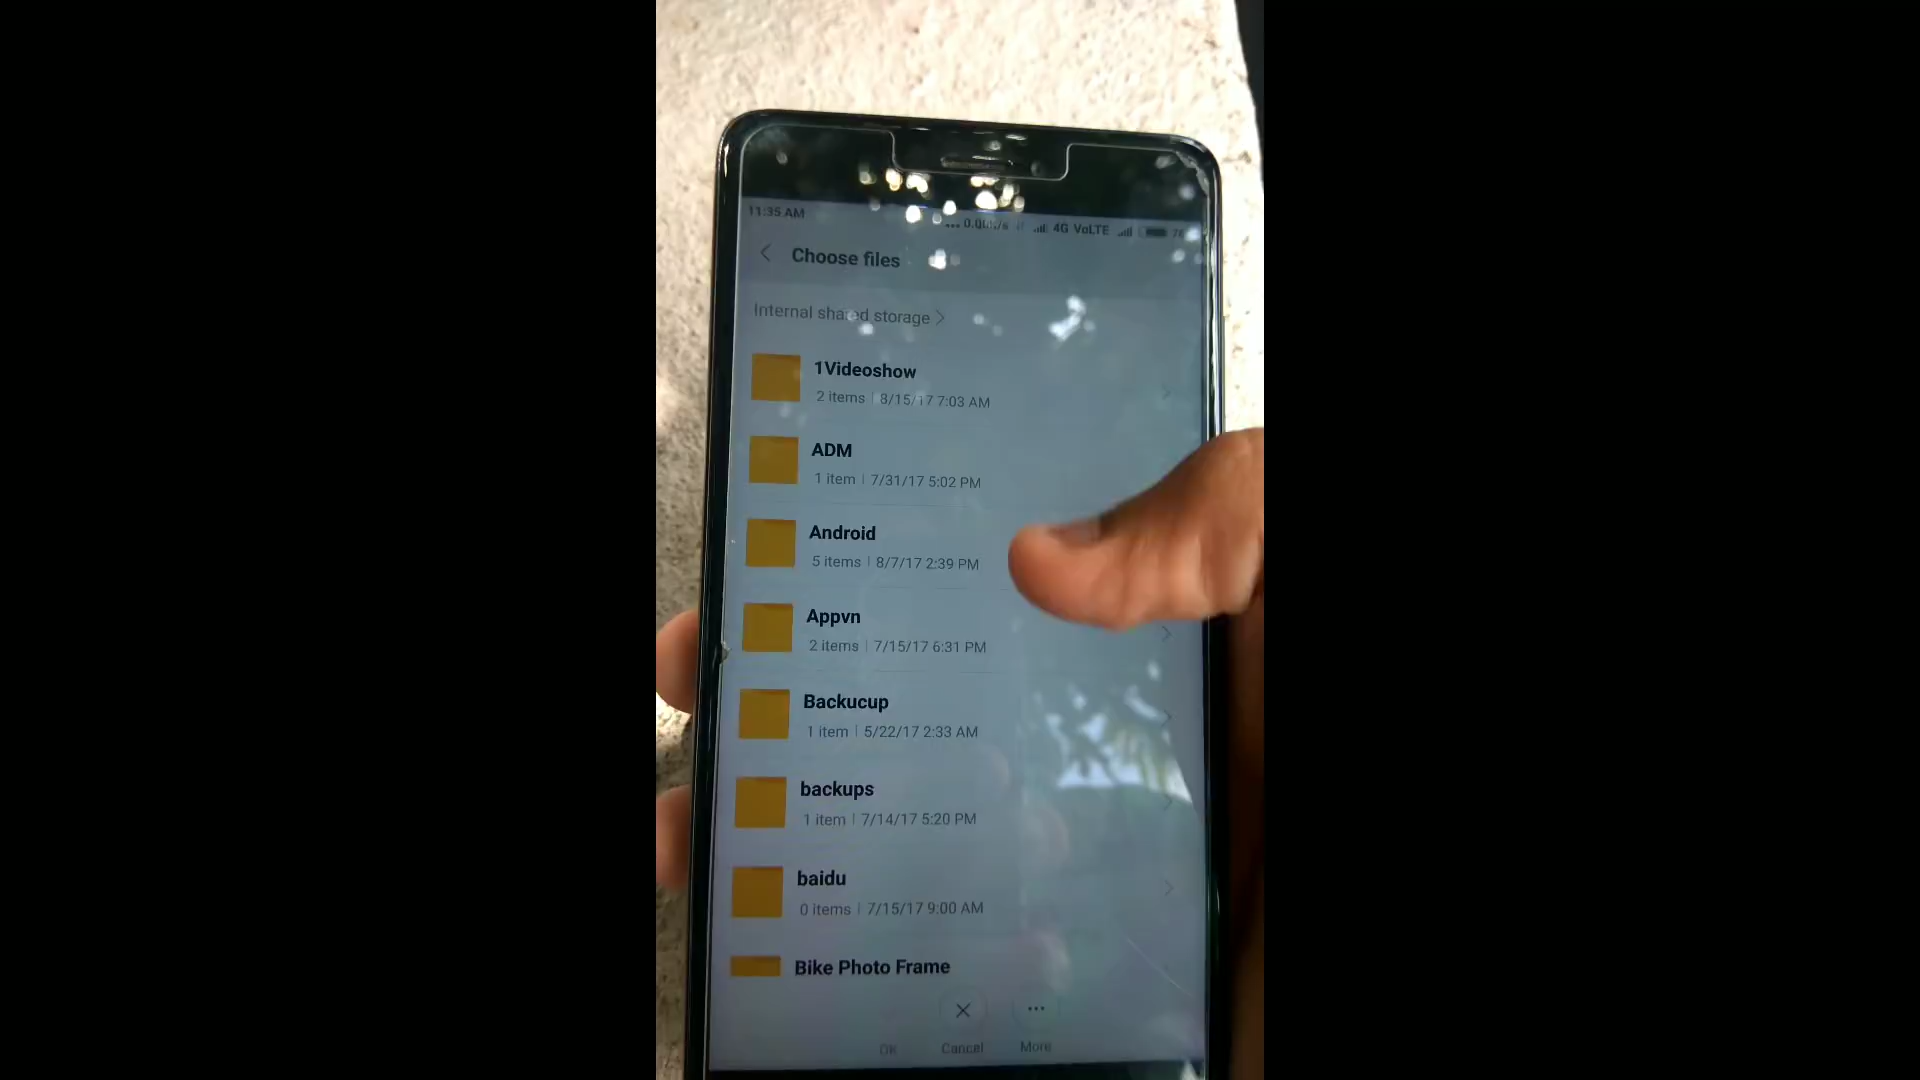 11:35 AM
4G VoLTE
Choose files
Internal shared storage
1Videoshow
2 items | 8/15/17 7:03 AM
ADM
1 item | 7/31/17 5:02 PM
Android
5 items | 8/7/17 2:39 PM
Appvn
2 items | 7/15/17 6:31 PM
Backucup
1 item | 5/22/17 2:33 AM
backups
1 item | 7/14/17 5:20 PM
baidu
0 items | 7/15/17 9:00 AM
Bike Photo Frame
OK Cancel More